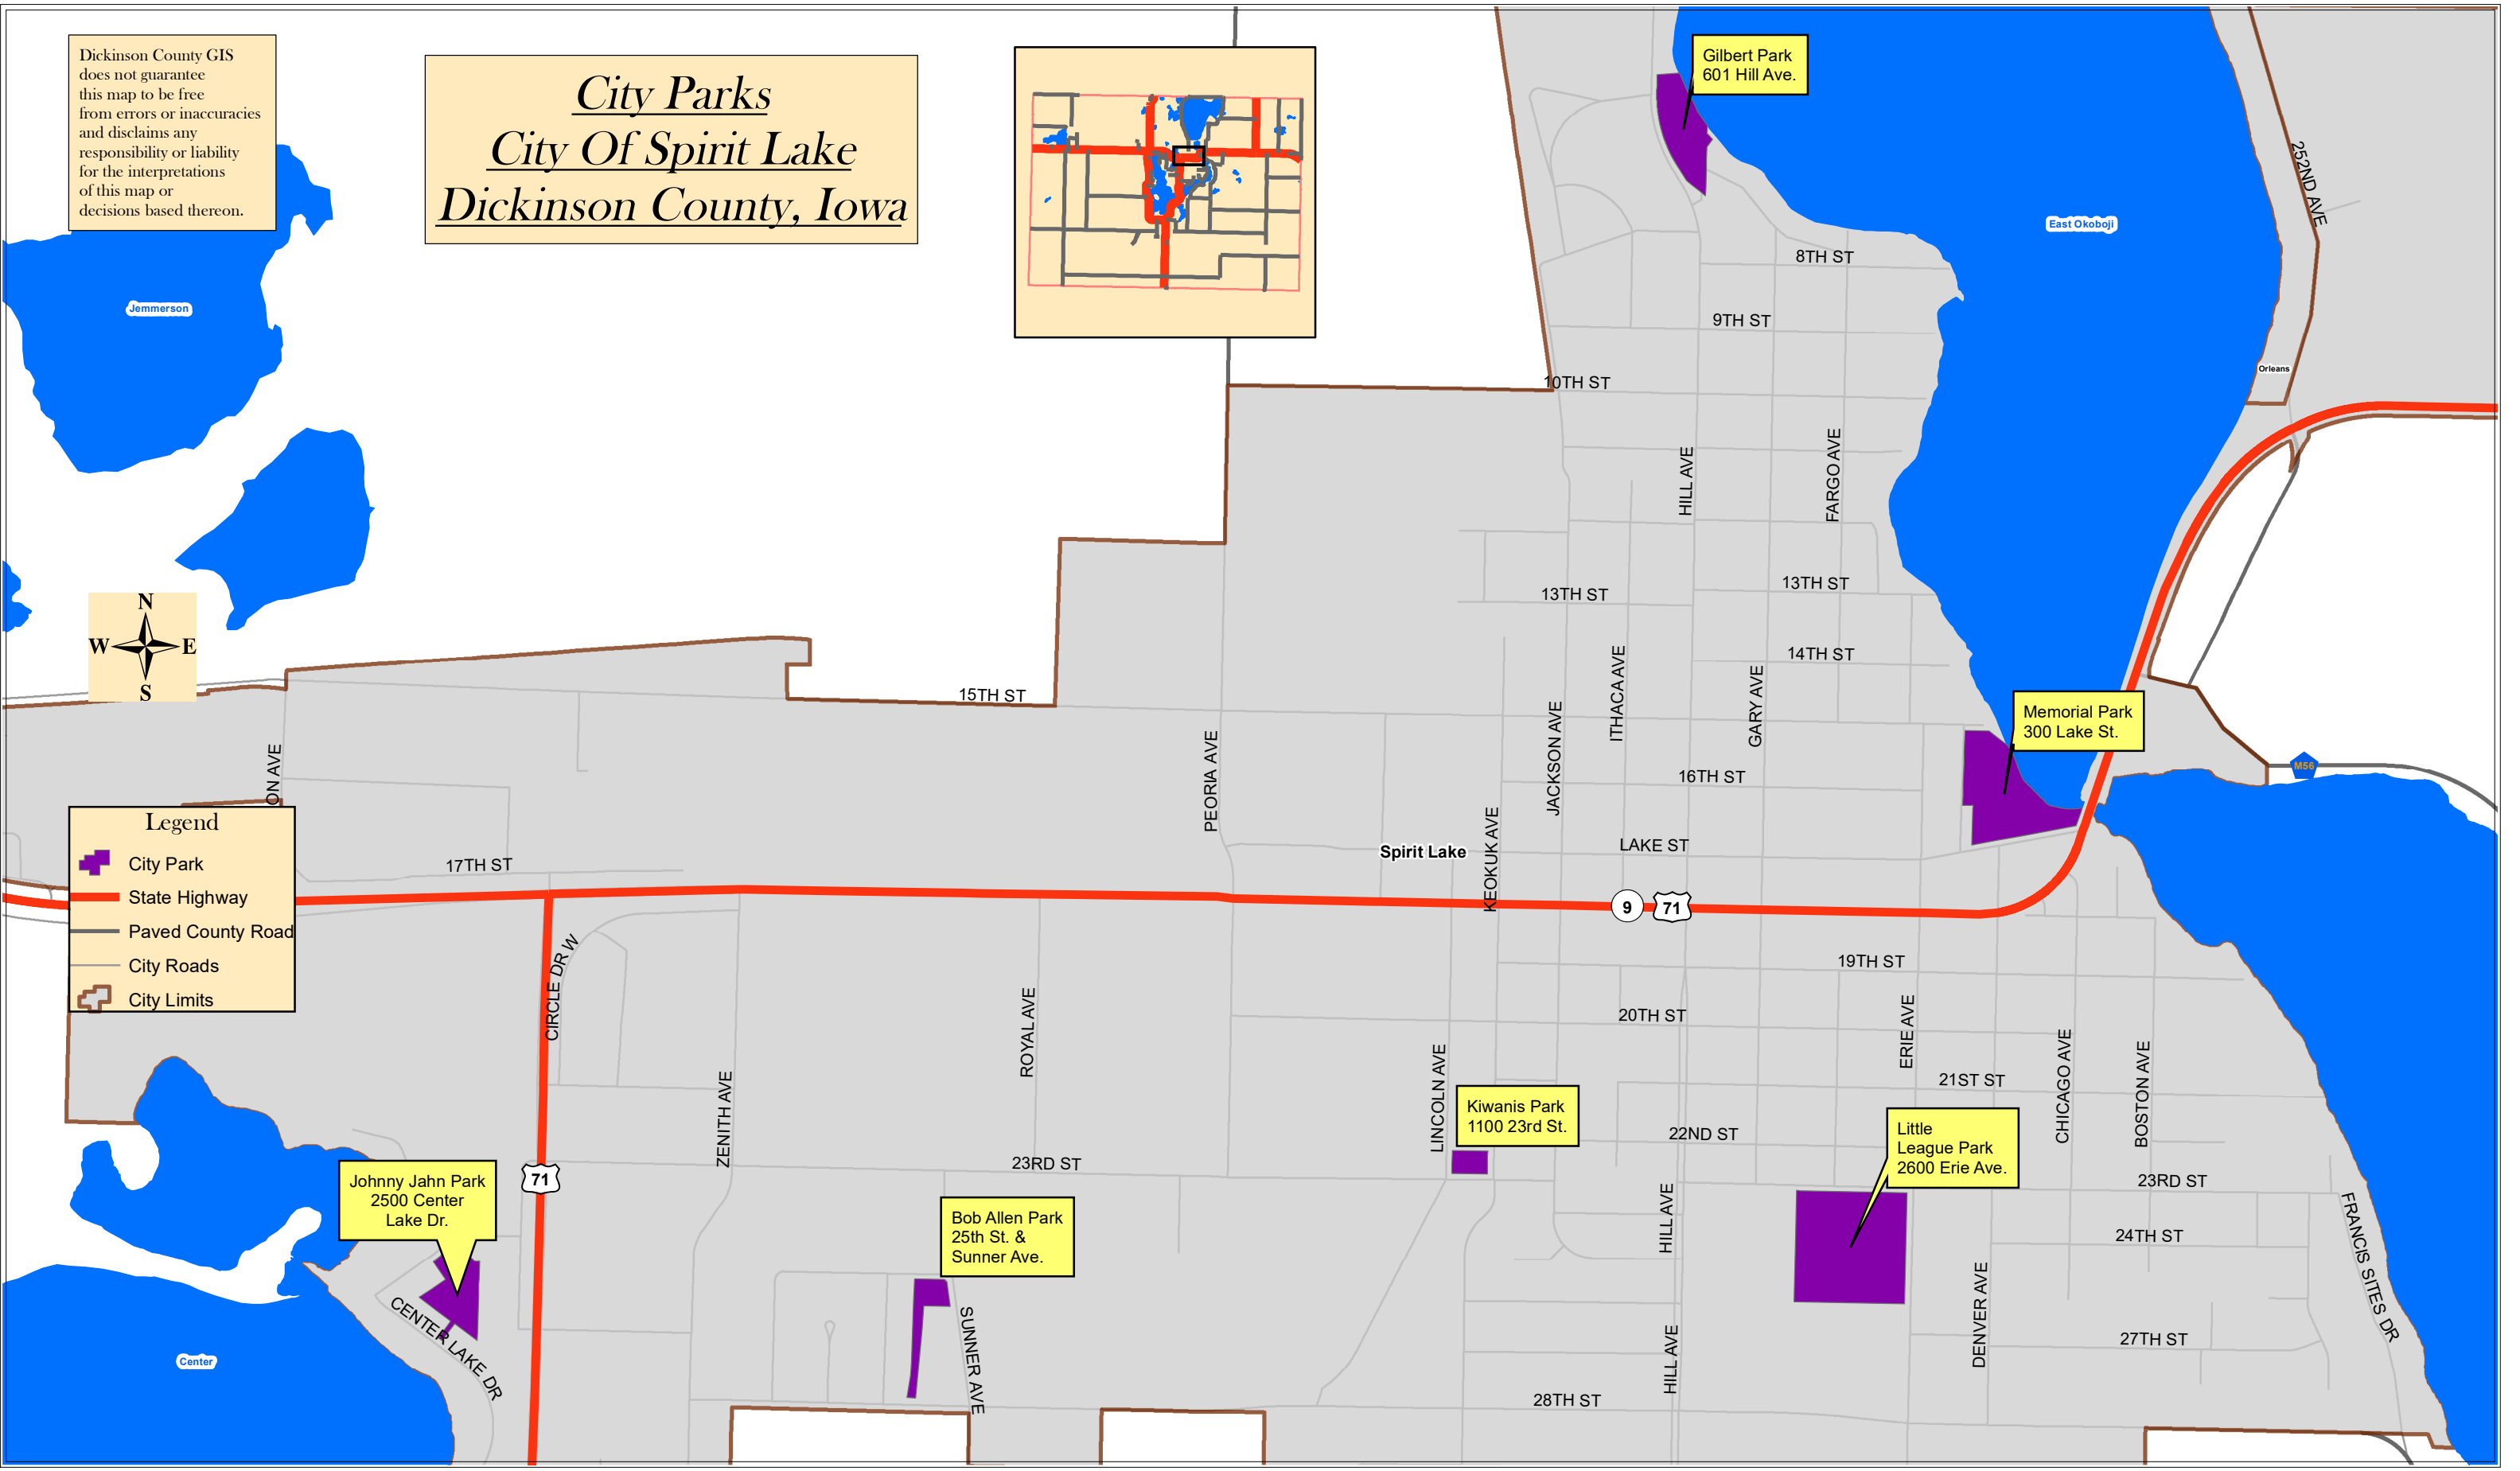 Dickinson County GIS
does not guarantee
this map to be free
from errors or inaccuracies
and disclaims any
responsibility or liability
for the interpretations
of this map or
decisions based thereon.
City Parks
City Of Spirit Lake
Dickinson County, Iowa
Gilbert Park
601 Hill Ave.
252ND AVE
East Okoboji
Jemmerson
8TH ST
9TH ST
Orleans
10TH ST
HILL AVE
FARGO AVE
13TH ST
13TH ST
N
W
E
S
14TH ST
15TH ST
ITHACA AVE
GARY AVE
JACKSON AVE
Memorial Park
300 Lake St.
M56
ON AVE
PEORIA AVE
16TH ST
KEOKUK AVE
LAKE ST
Spirit Lake
17TH ST
9
71
Legend
City Park
State Highway
Paved County Road
City Roads
City Limits
CIRCLE DR W
19TH ST
20TH ST
ROYAL AVE
ERIE AVE
ZENITH AVE
LINCOLN AVE
CHICAGO AVE
BOSTON AVE
21ST ST
Kiwanis Park
1100 23rd St.
22ND ST
Little
League Park
2600 Erie Ave.
23RD ST
23RD ST
71
Johnny Jahn Park
2500 Center
Lake Dr.
Bob Allen Park
25th St. &
Sunner Ave.
HILL AVE
24TH ST
FRANCIS SITES DR
DENVER AVE
CENTER LAKE DR
SUNNER AVE
HILL AVE
27TH ST
Center
28TH ST